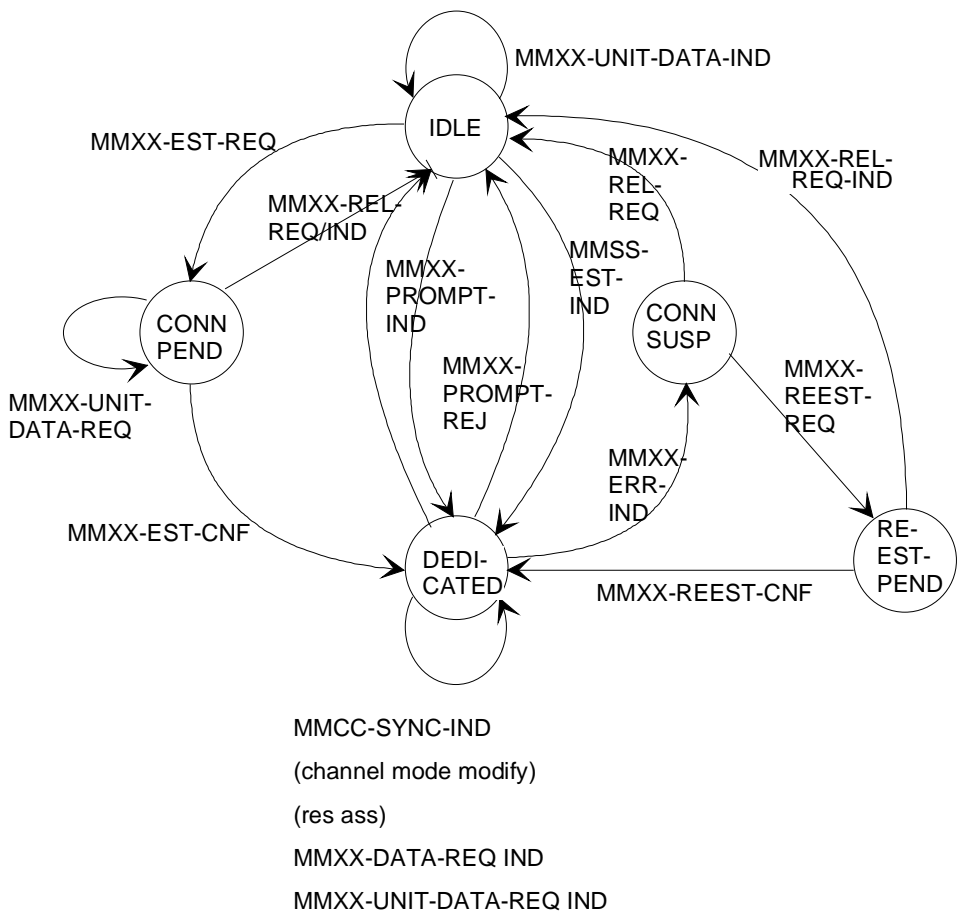 MMXX-UNIT-DATA-IND
IDLE
MMXX-EST-REQ
MMXX-
REL-
REQ
MMXX-REL-
REQ-IND
MMXX-REL-
REQ/IND
MMXX-
PROMPT-
IND
MMSS-
EST-
IND
CONN
PEND
CONN
SUSP
MMXX-
PROMPT-
REJ
MMXX-
REEST-
REQ
MMXX-UNIT-
DATA-REQ
MMXX-
ERR-
IND
MMXX-EST-CNF
DEDI-
CATED
RE-
EST-
PEND
MMXX-REEST-CNF
MMCC-SYNC-IND
(channel mode modify)
(res ass)
MMXX-DATA-REQ IND
MMXX-UNIT-DATA-REQ IND